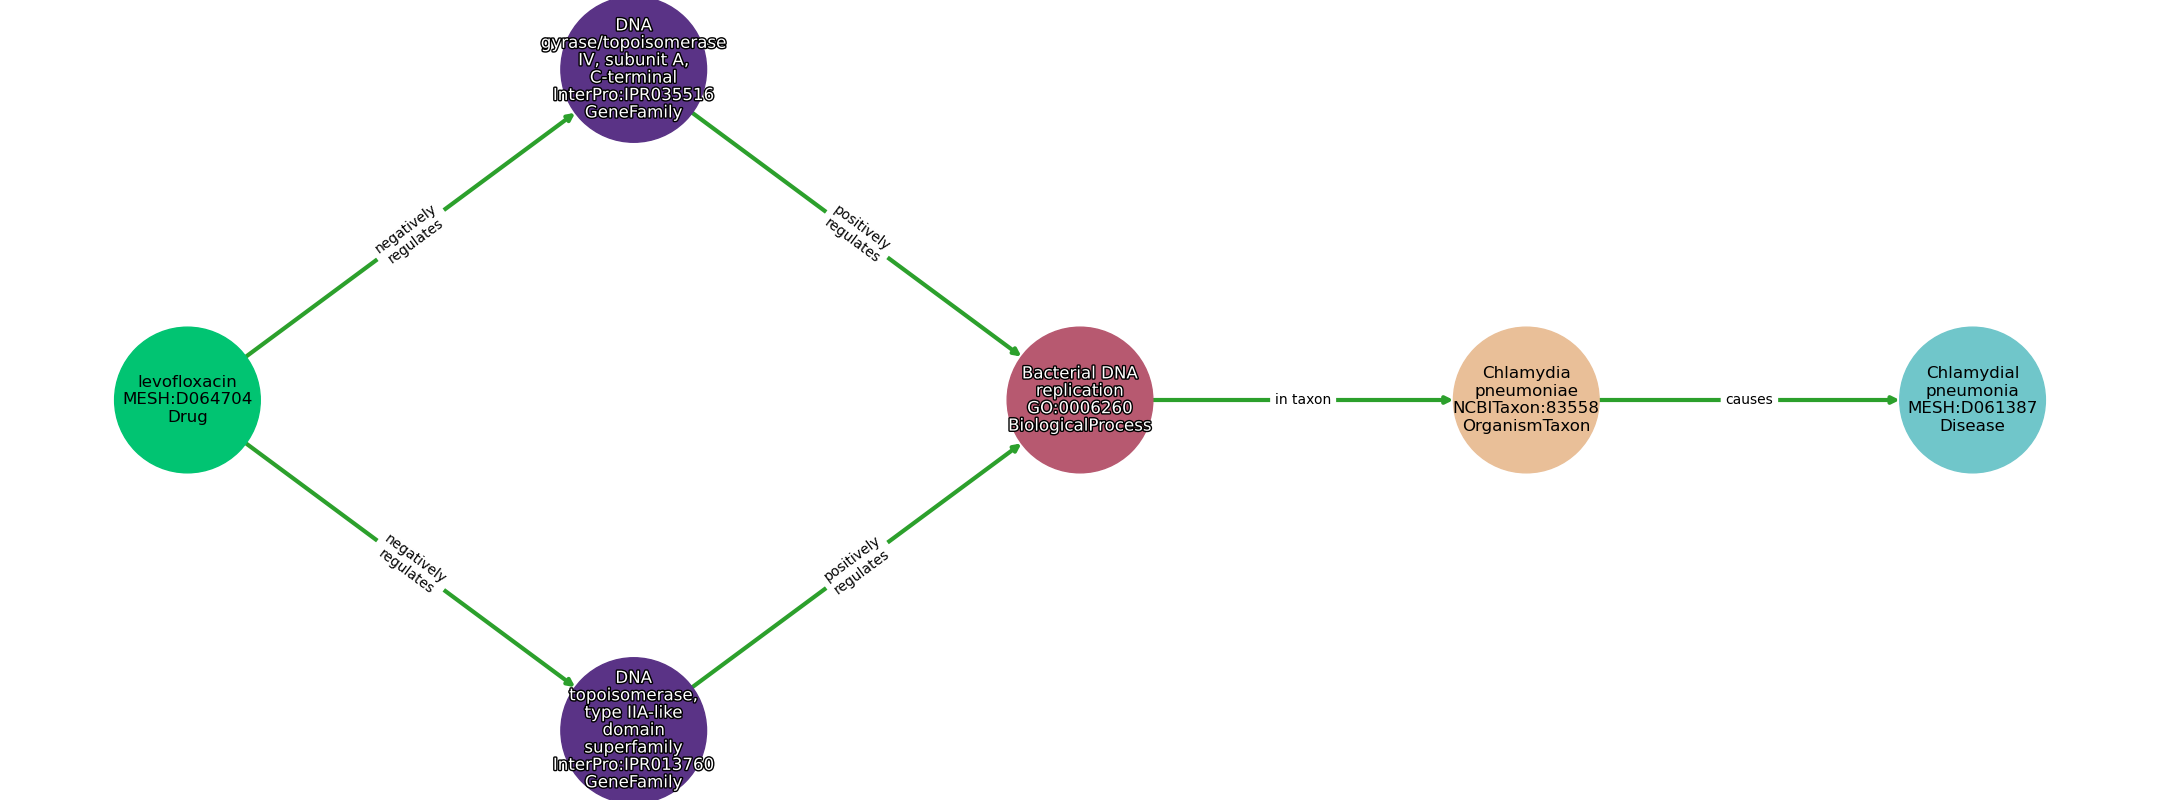 DNA
gyrase/topoisomerase
IV, subunit A,
C-terminal
InterPro:IPR035516
GeneFamily
negatively
regulates
positively
regulates
levofloxacin
MESH:D064704
Drug
Bacterial DNA
replication
GO:0006260
BiologicalProcess
in taxon
Chlamydia
pneumoniae
NCBITaxon:83558
OrganismTaxon
causes
Chlamydial
pneumonia
MESH:D061387
Disease
negatively
regulates
positively
regulates
DNA
topoisomerase,
type IIA-like
domain
superfamily
InterPro:IPR013760
GeneFamily